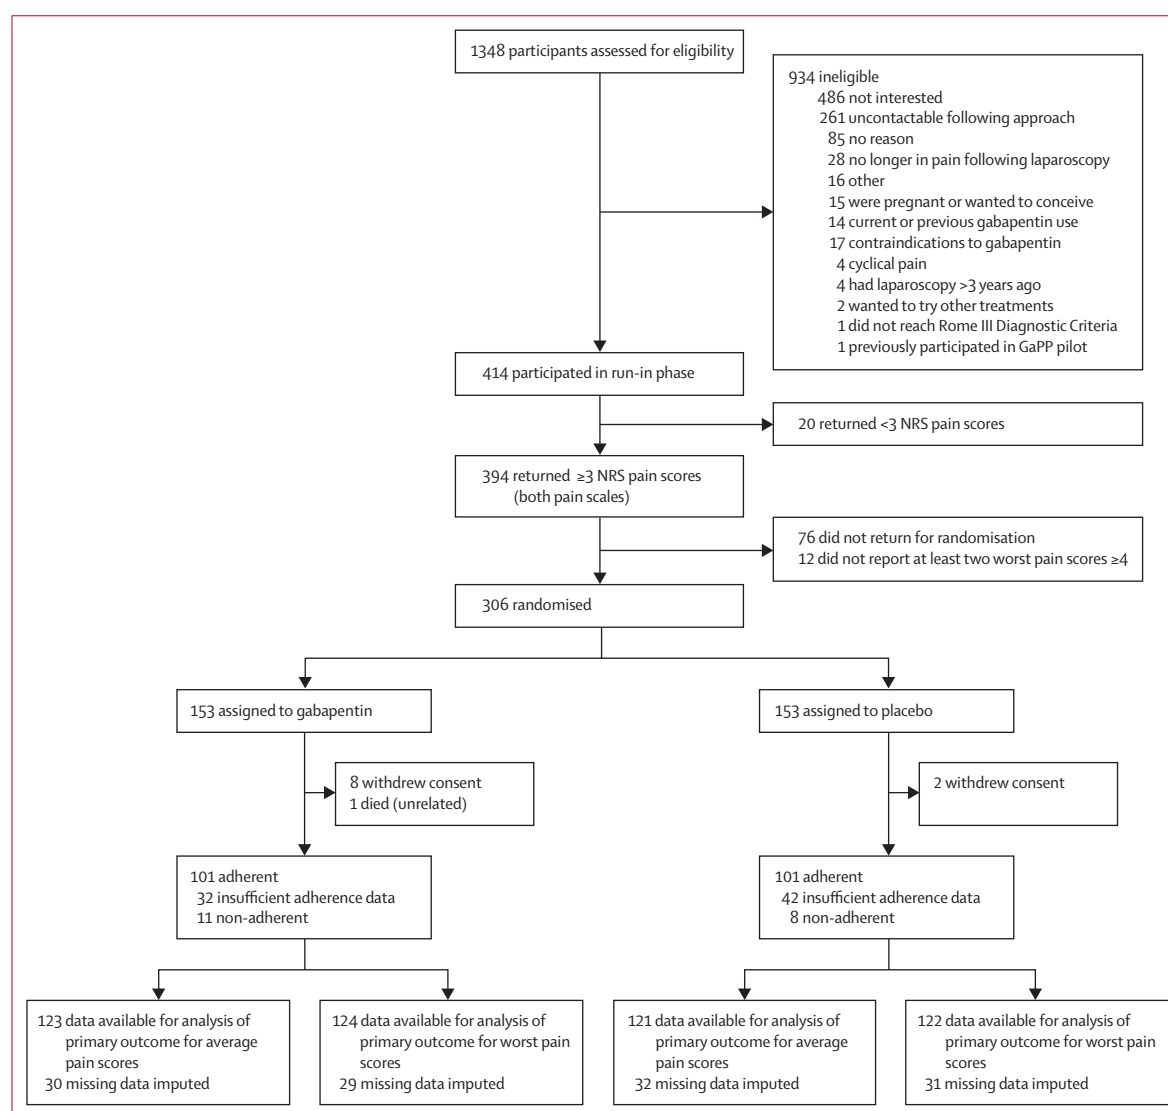 1348 participants assessed for eligibility
934 ineligible
486 not interested
261 uncontactable following approach
85 no reason
28 no longer in pain following laparoscopy
16 other
15 were pregnant or wanted to conceive
14 current or previous gabapentin use
17 contraindications to gabapentin
4 cyclical pain
4 had laparoscopy >3 years ago
2 wanted to try other treatments
1 did not reach Rome III Diagnostic Criteria
1 previously participated in GaPP pilot
414 participated in run-in phase
20 returned <3 NRS pain scores
394 returned ≥3 NRS pain scores
(both pain scales)
76 did not return for randomisation
12 did not report at least two worst pain scores ≥4
306 randomised
153 assigned to gabapentin
8 withdrew consent
1 died (unrelated)
101 adherent
32 insufficient adherence data
11 non-adherent
123 data available for analysis of
primary outcome for average
pain scores
30 missing data imputed
124 data available for analysis of
primary outcome for worst pain
scores
29 missing data imputed
153 assigned to placebo
2 withdrew consent
101 adherent
42 insufficient adherence data
8 non-adherent
121 data available for analysis of
primary outcome for average
pain scores
32 missing data imputed
122 data available for analysis of
primary outcome for worst pain
scores
31 missing data imputed